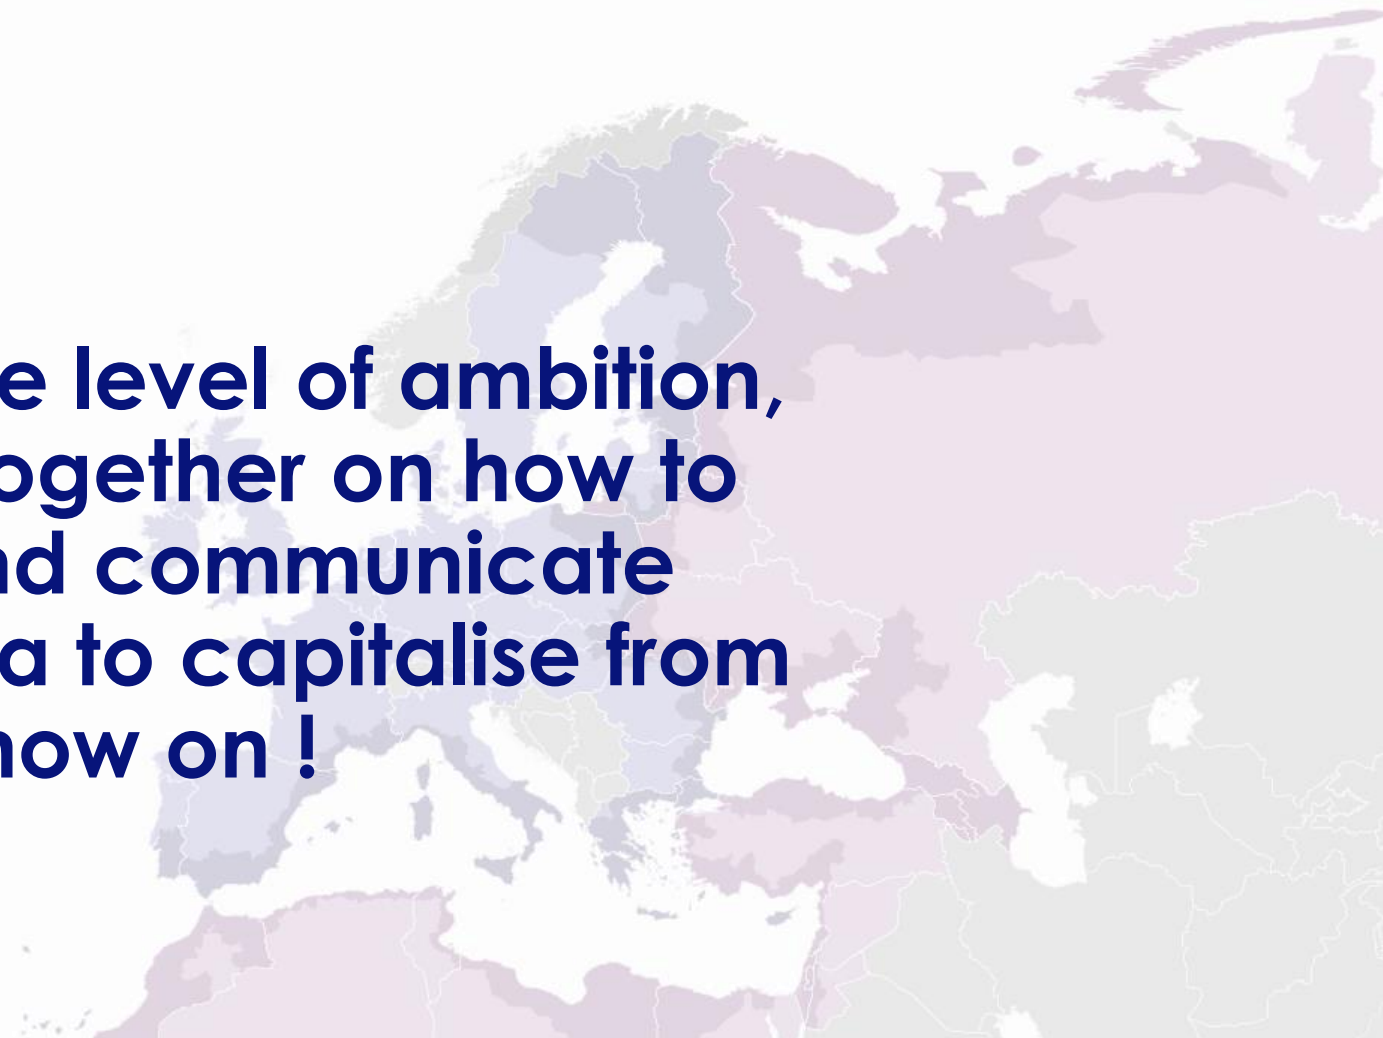 e level of ambition,
ogether on how to
nd communicate
a to capitalise from
now on !